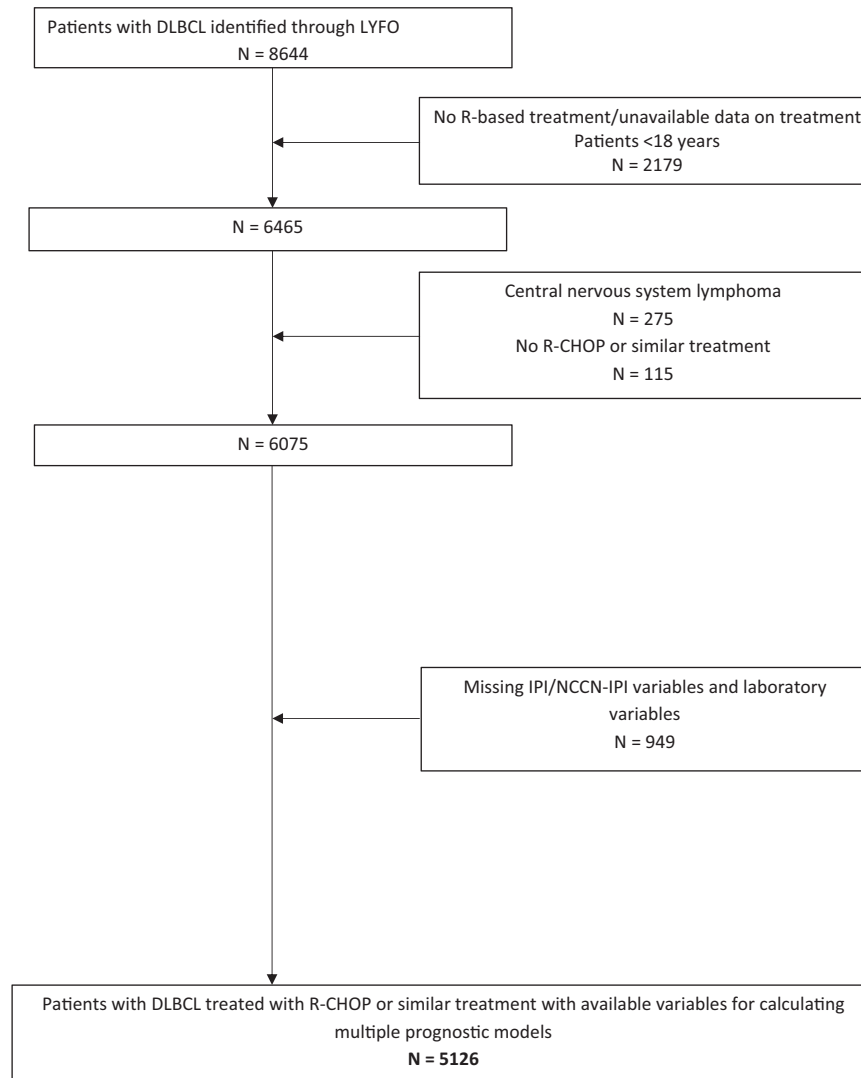 Patients with DLBCL identified through LYFO
N = 8644
No R-based treatment/unavailable data on treatment
Patients <18 years
N = 2179
N = 6465
Central nervous system lymphoma
N = 275
No R-CHOP or similar treatment
N = 115
N = 6075
Missing IPI/NCCN-IPI variables and laboratory
variables
N = 949
Patients with DLBCL treated with R-CHOP or similar treatment with available variables for calculating
multiple prognostic models
N = 5126